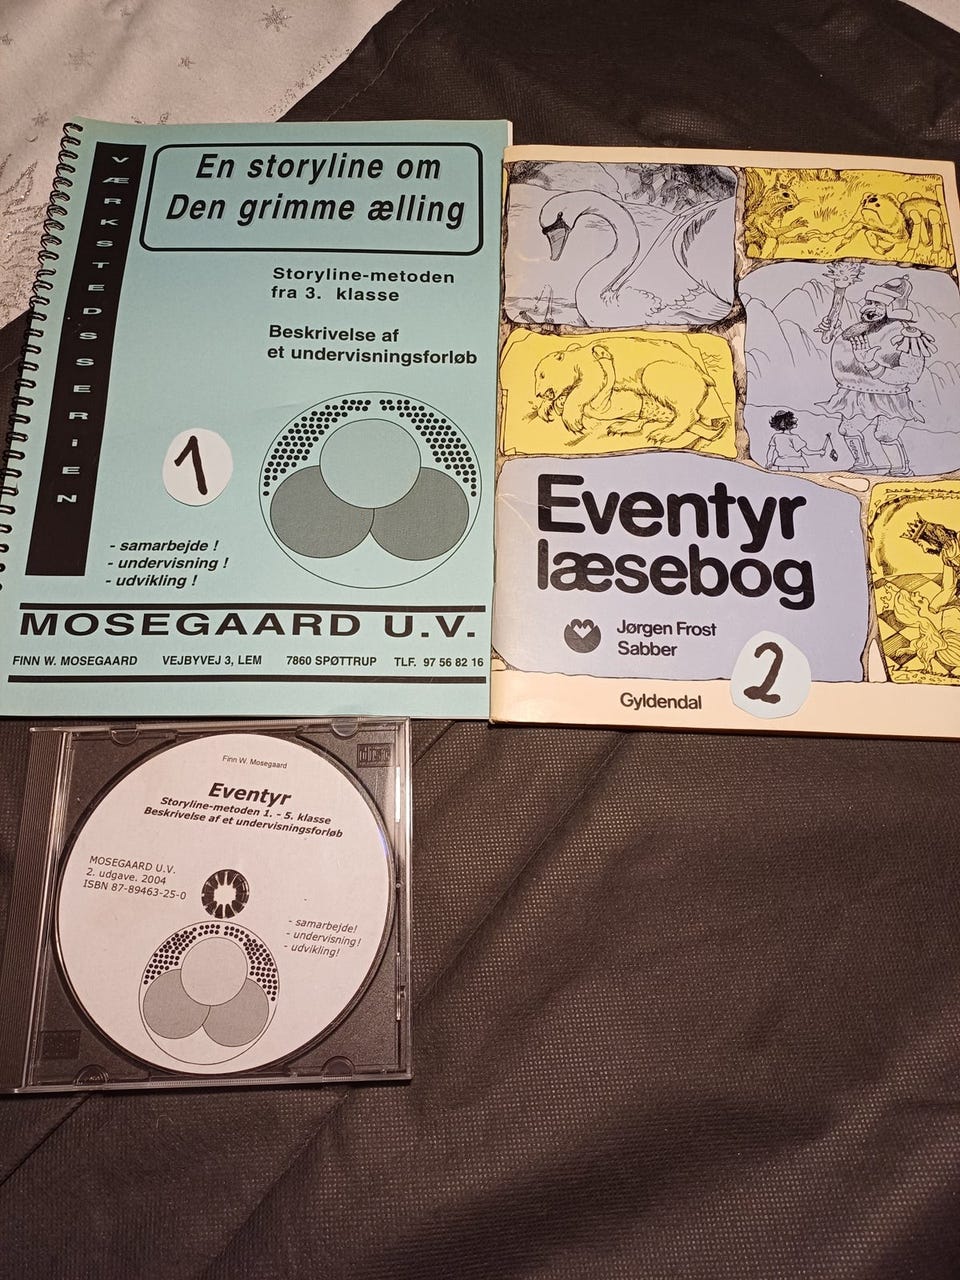 VÆRKSTEDSSERiEN
En storyline om
Den grimme ælling
Storyline-metoden
fra 3. klasse
Beskrivelse af
et undervisningsforløb
1
- samarbejde !
- undervisning !
- udvikling !
MOSEGAARD U.V.
FINN W. MOSEGAARD VEJBYVEJ 3, LEM 7860 SPØTTRUP TLF. 97 56 82 16
Eventyr
læsebog
Jørgen Frost
Sabber
2
Gyldendal
Finn W. Mosegaard
Eventyr
Storyline-metoden 1. - 5. klasse
Beskrivelse af et undervisningsforløb
MOSEGAARD U.V.
2. udgave. 2004
ISBN 87-89463-25-0
- samarbejde!
- undervisning!
- udvikling!